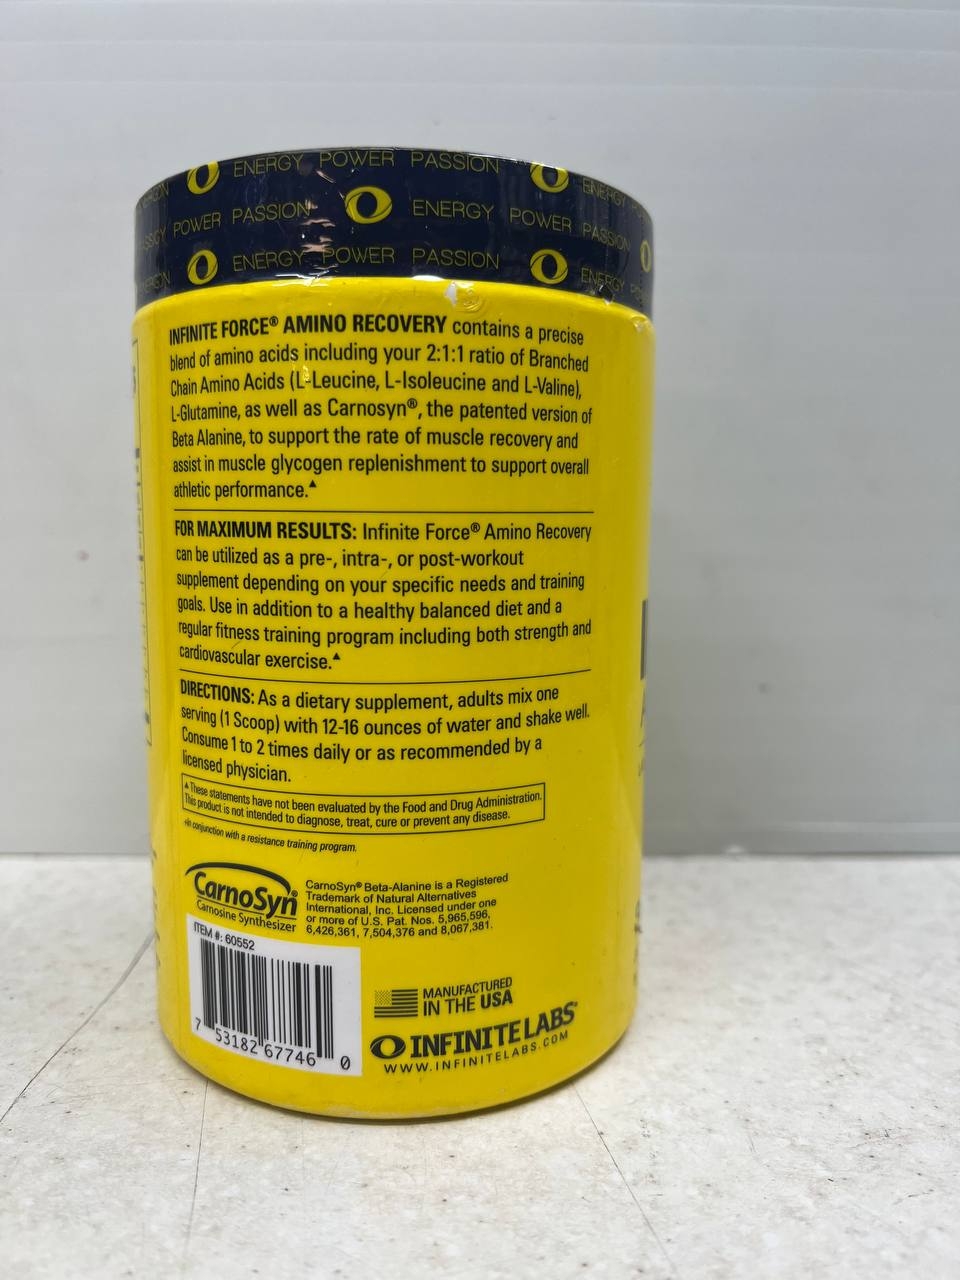 ENERGY POWER PASSION
POWER PASSION ENERGY POWER PASSION
ENERGY POWER PASSION ENERGY
INFINITE FORCE® AMINO RECOVERY contains a precise
blend of amino acids including your 2:1:1 ratio of Branched
Chain Amino Acids (L-Leucine, L-Isoleucine and L-Valine),
L-Glutamine, as well as Carnosyn®, the patented version of
Beta Alanine, to support the rate of muscle recovery and
assist in muscle glycogen replenishment to support overall
athletic performance.▲
FOR MAXIMUM RESULTS: Infinite Force® Amino Recovery
can be utilized as a pre-, intra-, or post-workout
supplement depending on your specific needs and training
goals. Use in addition to a healthy balanced diet and a
regular fitness training program including both strength and
cardiovascular exercise.▲
DIRECTIONS: As a dietary supplement, adults mix one
serving (1 Scoop) with 12-16 ounces of water and shake well.
Consume 1 to 2 times daily or as recommended by a
licensed physician.
▲These statements have not been evaluated by the Food and Drug Administration.
This product is not intended to diagnose, treat, cure or prevent any disease.
+in conjunction with a resistance training program.
CarnoSyn®
Carnosine Synthesizer
CarnoSyn® Beta-Alanine is a Registered
Trademark of Natural Alternatives
International, Inc. Licensed under one
or more of U.S. Pat. Nos. 5,965,596,
6,426,361, 7,504,376 and 8,067,381.
ITEM #: 60552
7 53182 67746 0
MANUFACTURED
IN THE USA
INFINITE LABS®
WWW.INFINITELABS.COM